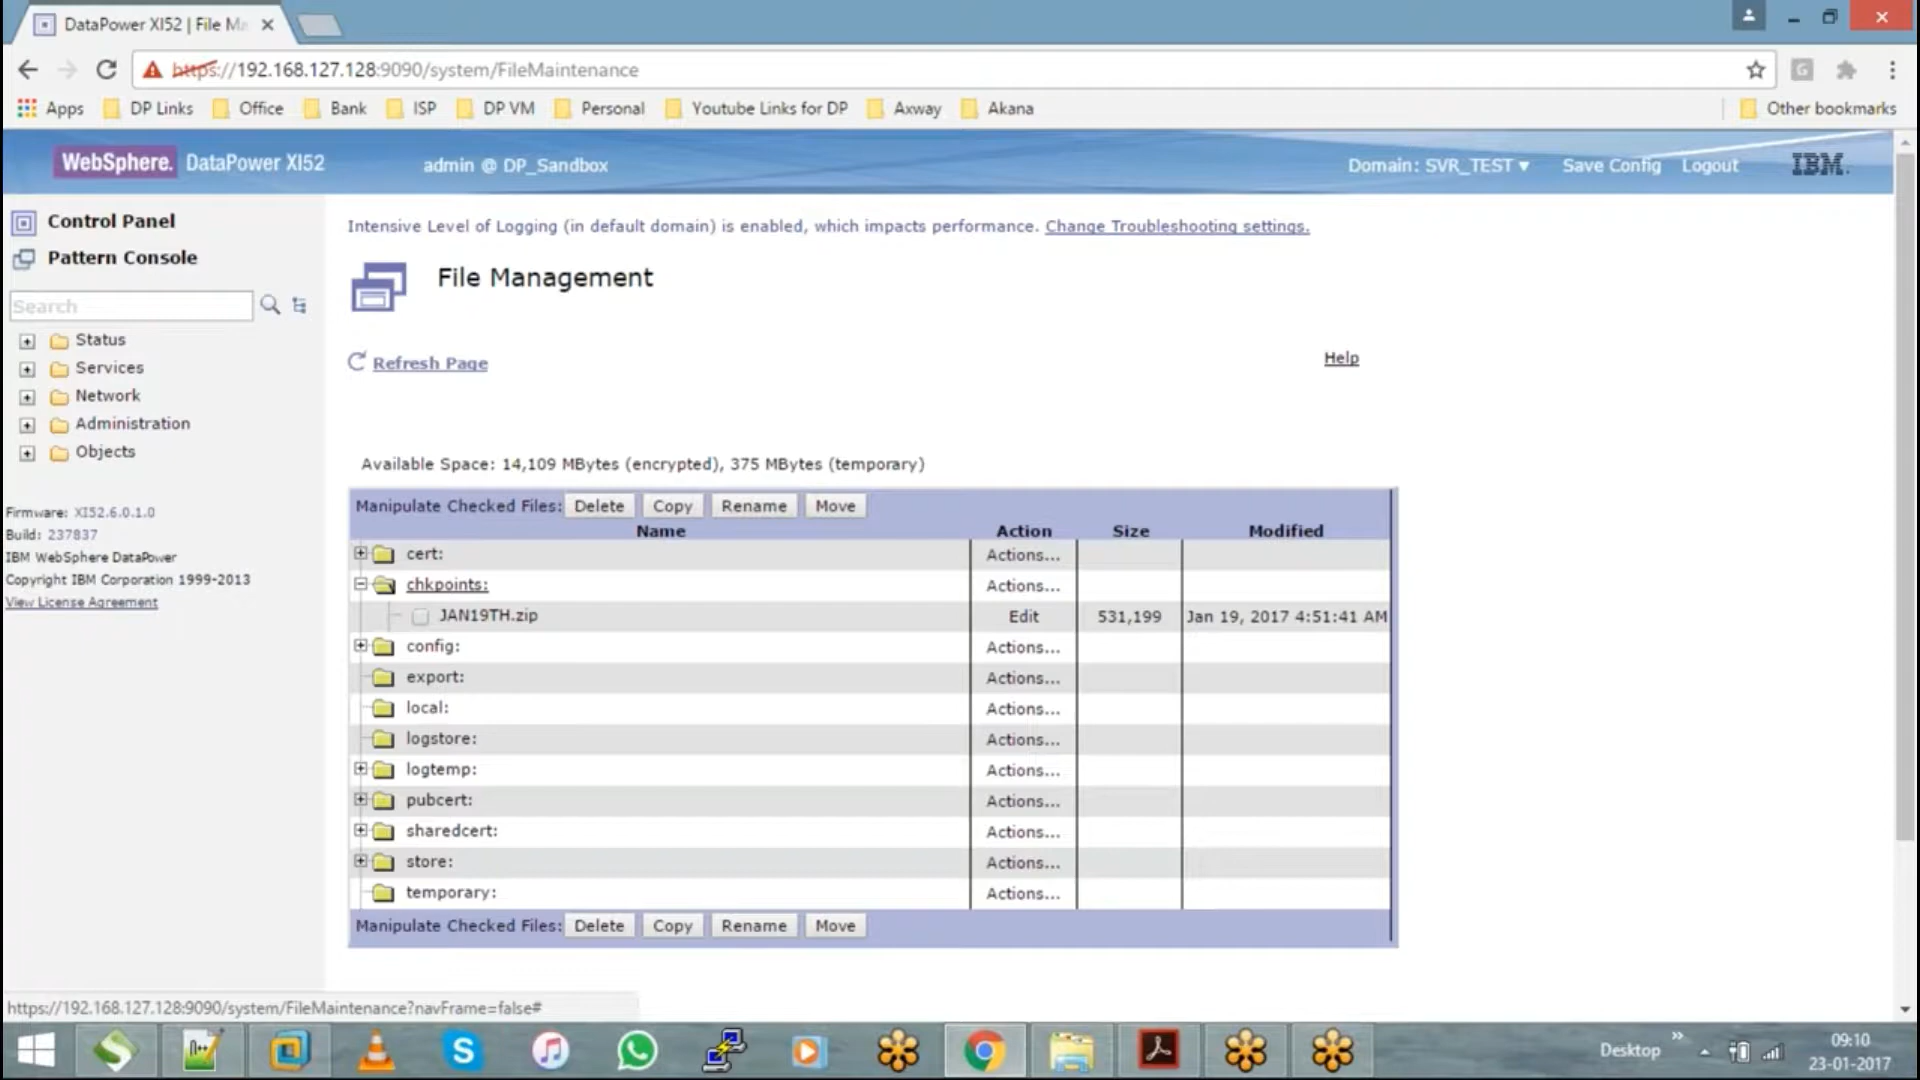 DataPower XI52 | File Ma
https://192.168.127.128:9090/system/FileMaintenance
Apps DP Links Office Bank ISP DP VM Personal Youtube Links for DP Axway Akana Other bookmarks
WebSphere. DataPower XI52 admin @ DP_Sandbox Domain: SVR_TEST Save Config Logout IBM.
Control Panel
Pattern Console
Search
Status
Services
Network
Administration
Objects
Firmware: XI52.6.0.1.0
Build: 237837
IBM WebSphere DataPower
Copyright IBM Corporation 1999-2013
View License Agreement
Intensive Level of Logging (in default domain) is enabled, which impacts performance. Change Troubleshooting settings.
File Management
Refresh Page Help
Available Space: 14,109 MBytes (encrypted), 375 MBytes (temporary)
Manipulate Checked Files: Delete Copy Rename Move
Name Action Size Modified
cert: Actions...
chkpoints: Actions...
JAN19TH.zip Edit 531,199 Jan 19, 2017 4:51:41 AM
config: Actions...
export: Actions...
local: Actions...
logstore: Actions...
logtemp: Actions...
pubcert: Actions...
sharedcert: Actions...
store: Actions...
temporary: Actions...
Manipulate Checked Files: Delete Copy Rename Move
https://192.168.127.128:9090/system/FileMaintenance?navFrame=false#
Desktop
09:10
23-01-2017